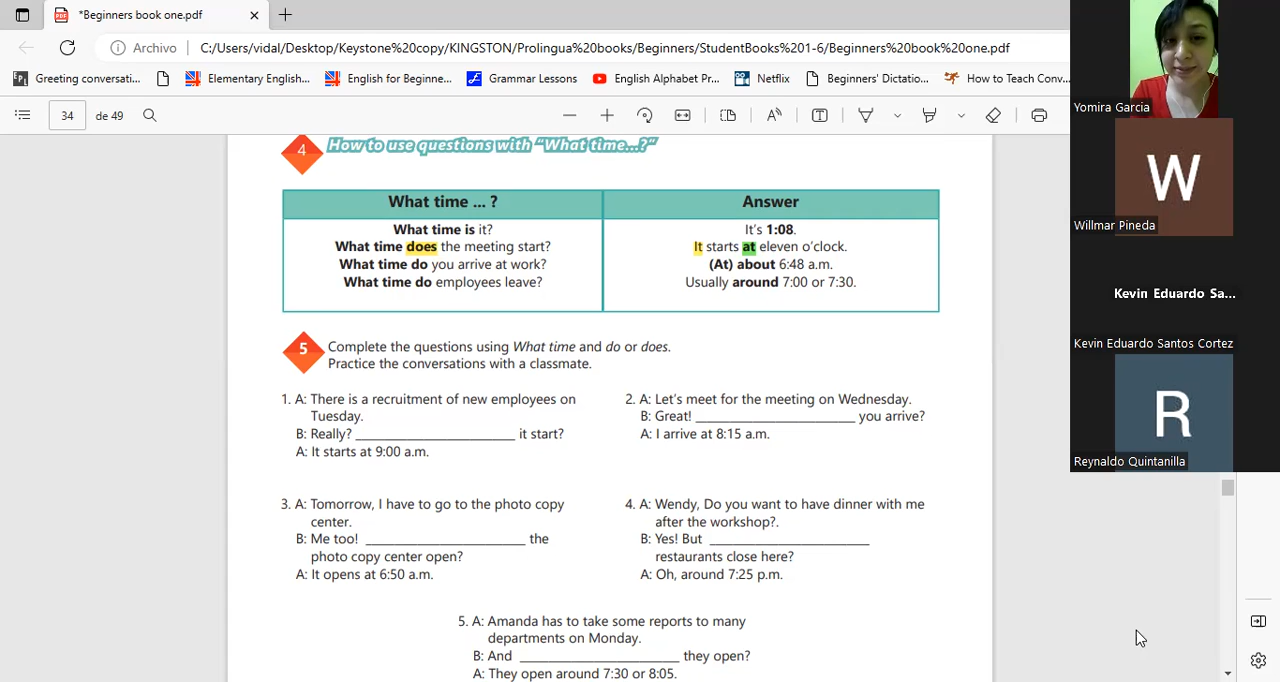 *Beginners book one.pdf
Archivo
C:/Users/vidal/Desktop/Keystone%20copy/KINGSTON/Prolingua%20books/Beginners/StudentBooks%201-6/Beginners%20book%20one.pdf
Greeting conversati...
Elementary English...
English for Beginne...
Grammar Lessons
English Alphabet Pr...
Netflix
Beginners' Dictatio...
How to Teach Conv...
34 de 49
4 How to use questions with “What time...?”
What time ... ? Answer
What time is it? It’s 1:08.
What time does the meeting start? It starts at eleven o’clock.
What time do you arrive at work? (At) about 6:48 a.m.
What time do employees leave? Usually around 7:00 or 7:30.
5 Complete the questions using What time and do or does.
Practice the conversations with a classmate.
1. A: There is a recruitment of new employees on
Tuesday.
B: Really? ____________________ it start?
A: It starts at 9:00 a.m.
2. A: Let’s meet for the meeting on Wednesday.
B: Great! ____________________ you arrive?
A: I arrive at 8:15 a.m.
3. A: Tomorrow, I have to go to the photo copy
center.
B: Me too! ____________________ the
photo copy center open?
A: It opens at 6:50 a.m.
4. A: Wendy, Do you want to have dinner with me
after the workshop?.
B: Yes! But ____________________
restaurants close here?
A: Oh, around 7:25 p.m.
5. A: Amanda has to take some reports to many
departments on Monday.
B: And ____________________ they open?
A: They open around 7:30 or 8:05.
Yomira Garcia
W
Willmar Pineda
Kevin Eduardo Sa...
Kevin Eduardo Santos Cortez
R
Reynaldo Quintanilla